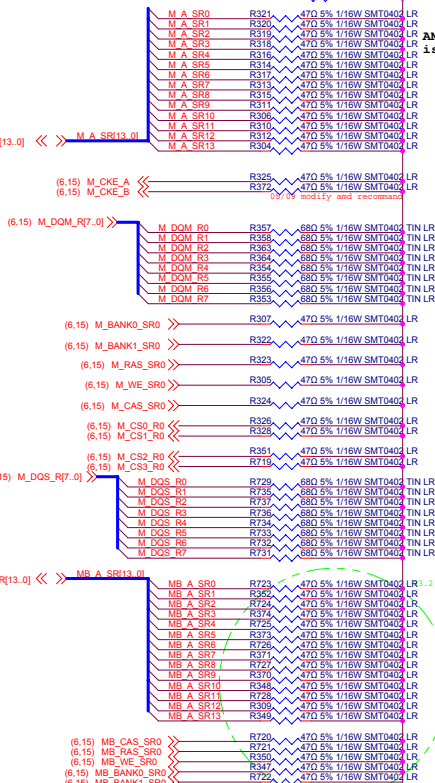 M_A_SR0 R321 47Ω 5% 1/16W SMT0402 LR
M_A_SR1 R320 47Ω 5% 1/16W SMT0402 LR
M_A_SR2 R319 47Ω 5% 1/16W SMT0402 LR
M_A_SR3 R318 47Ω 5% 1/16W SMT0402 LR
M_A_SR4 R316 47Ω 5% 1/16W SMT0402 LR
M_A_SR5 R314 47Ω 5% 1/16W SMT0402 LR
M_A_SR6 R317 47Ω 5% 1/16W SMT0402 LR
M_A_SR7 R313 47Ω 5% 1/16W SMT0402 LR
M_A_SR8 R315 47Ω 5% 1/16W SMT0402 LR
M_A_SR9 R311 47Ω 5% 1/16W SMT0402 LR
M_A_SR10 R306 47Ω 5% 1/16W SMT0402 LR
M_A_SR11 R310 47Ω 5% 1/16W SMT0402 LR
M_A_SR12 R312 47Ω 5% 1/16W SMT0402 LR
M_A_SR13 R304 47Ω 5% 1/16W SMT0402 LR
[13..0] M_A_SR[13..0]
(6,15) M_CKE_A R325 47Ω 5% 1/16W SMT0402 LR
(6,15) M_CKE_B R372 47Ω 5% 1/16W SMT0402 LR
09/09 modify amd recommand
(6,15) M_DQM_R[7..0]
M_DQM_R0 R357 68Ω 5% 1/16W SMT0402 TIN LR
M_DQM_R1 R358 68Ω 5% 1/16W SMT0402 TIN LR
M_DQM_R2 R363 68Ω 5% 1/16W SMT0402 TIN LR
M_DQM_R3 R364 68Ω 5% 1/16W SMT0402 TIN LR
M_DQM_R4 R354 68Ω 5% 1/16W SMT0402 TIN LR
M_DQM_R5 R355 68Ω 5% 1/16W SMT0402 TIN LR
M_DQM_R6 R356 68Ω 5% 1/16W SMT0402 TIN LR
M_DQM_R7 R353 68Ω 5% 1/16W SMT0402 TIN LR
(6,15) M_BANK0_SR0 R307 47Ω 5% 1/16W SMT0402 LR
(6,15) M_BANK1_SR0 R322 47Ω 5% 1/16W SMT0402 LR
(6,15) M_RAS_SR0 R323 47Ω 5% 1/16W SMT0402 LR
(6,15) M_WE_SR0 R305 47Ω 5% 1/16W SMT0402 LR
(6,15) M_CAS_SR0 R324 47Ω 5% 1/16W SMT0402 LR
(6,15) M_CS0_R0 R326 47Ω 5% 1/16W SMT0402 LR
(6,15) M_CS1_R0 R328 47Ω 5% 1/16W SMT0402 LR
(6,15) M_CS2_R0 R351 47Ω 5% 1/16W SMT0402 LR
(6,15) M_CS3_R0 R719 47Ω 5% 1/16W SMT0402 LR
15) M_DQS_R[7..0]
M_DQS_R0 R729 68Ω 5% 1/16W SMT0402 TIN LR
M_DQS_R1 R735 68Ω 5% 1/16W SMT0402 TIN LR
M_DQS_R2 R737 68Ω 5% 1/16W SMT0402 TIN LR
M_DQS_R3 R736 68Ω 5% 1/16W SMT0402 TIN LR
M_DQS_R4 R734 68Ω 5% 1/16W SMT0402 TIN LR
M_DQS_R5 R733 68Ω 5% 1/16W SMT0402 TIN LR
M_DQS_R6 R732 68Ω 5% 1/16W SMT0402 TIN LR
M_DQS_R7 R731 68Ω 5% 1/16W SMT0402 TIN LR
R[13..0] MB_A_SR[13..0]
MB_A_SR0 R723 47Ω 5% 1/16W SMT0402 LR
MB_A_SR1 R352 47Ω 5% 1/16W SMT0402 LR
MB_A_SR2 R724 47Ω 5% 1/16W SMT0402 LR
MB_A_SR3 R374 47Ω 5% 1/16W SMT0402 LR
MB_A_SR4 R725 47Ω 5% 1/16W SMT0402 LR
MB_A_SR5 R373 47Ω 5% 1/16W SMT0402 LR
MB_A_SR6 R726 47Ω 5% 1/16W SMT0402 LR
MB_A_SR7 R371 47Ω 5% 1/16W SMT0402 LR
MB_A_SR8 R727 47Ω 5% 1/16W SMT0402 LR
MB_A_SR9 R370 47Ω 5% 1/16W SMT0402 LR
MB_A_SR10 R348 47Ω 5% 1/16W SMT0402 LR
MB_A_SR11 R728 47Ω 5% 1/16W SMT0402 LR
MB_A_SR12 R309 47Ω 5% 1/16W SMT0402 LR
MB_A_SR13 R349 47Ω 5% 1/16W SMT0402 LR
(6,15) MB_CAS_SR0 R720 47Ω 5% 1/16W SMT0402 LR
(6,15) MB_RAS_SR0 R721 47Ω 5% 1/16W SMT0402 LR
(6,15) MB_WE_SR0 R350 47Ω 5% 1/16W SMT0402 LR
(6,15) MB_BANK0_SR0 R347 47Ω 5% 1/16W SMT0402 LR
(6,15) MB_BANK1_SR0 R722 47Ω 5% 1/16W SMT0402 LR